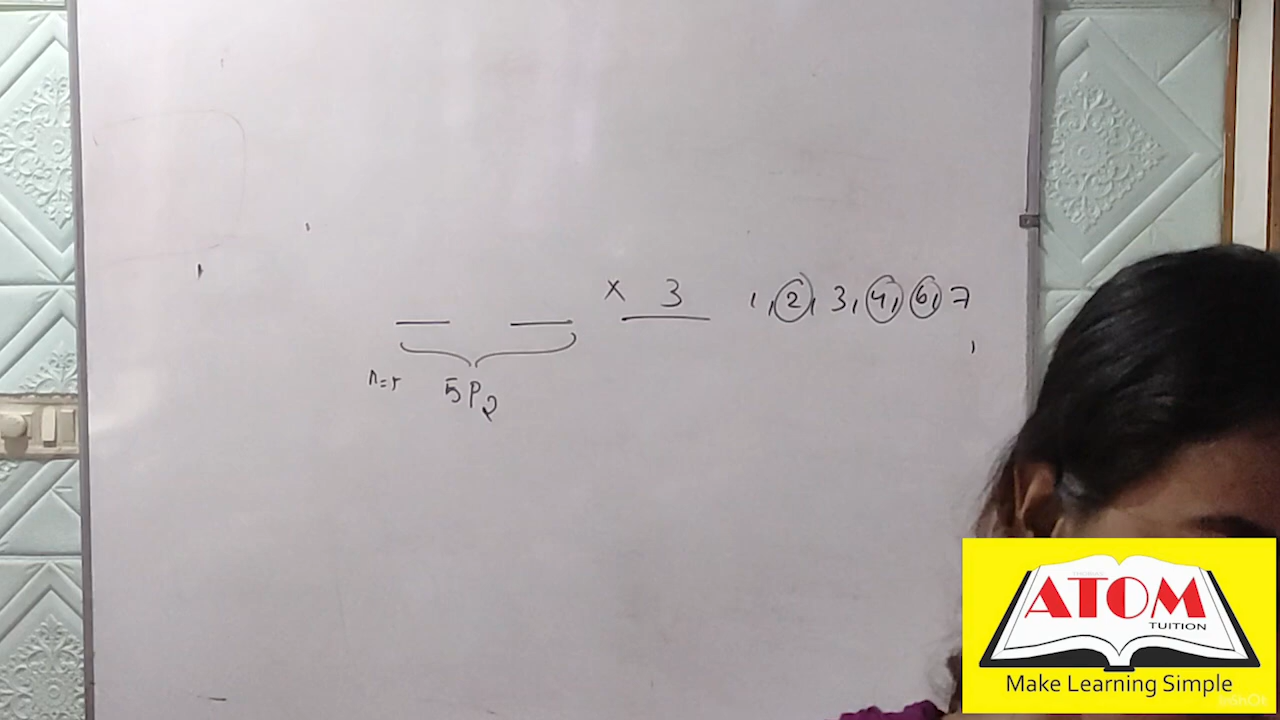 × 3 1, 2, 3, 4, 6, 7
n=r 5P2
ATOM
TUITION
Make Learning Simple